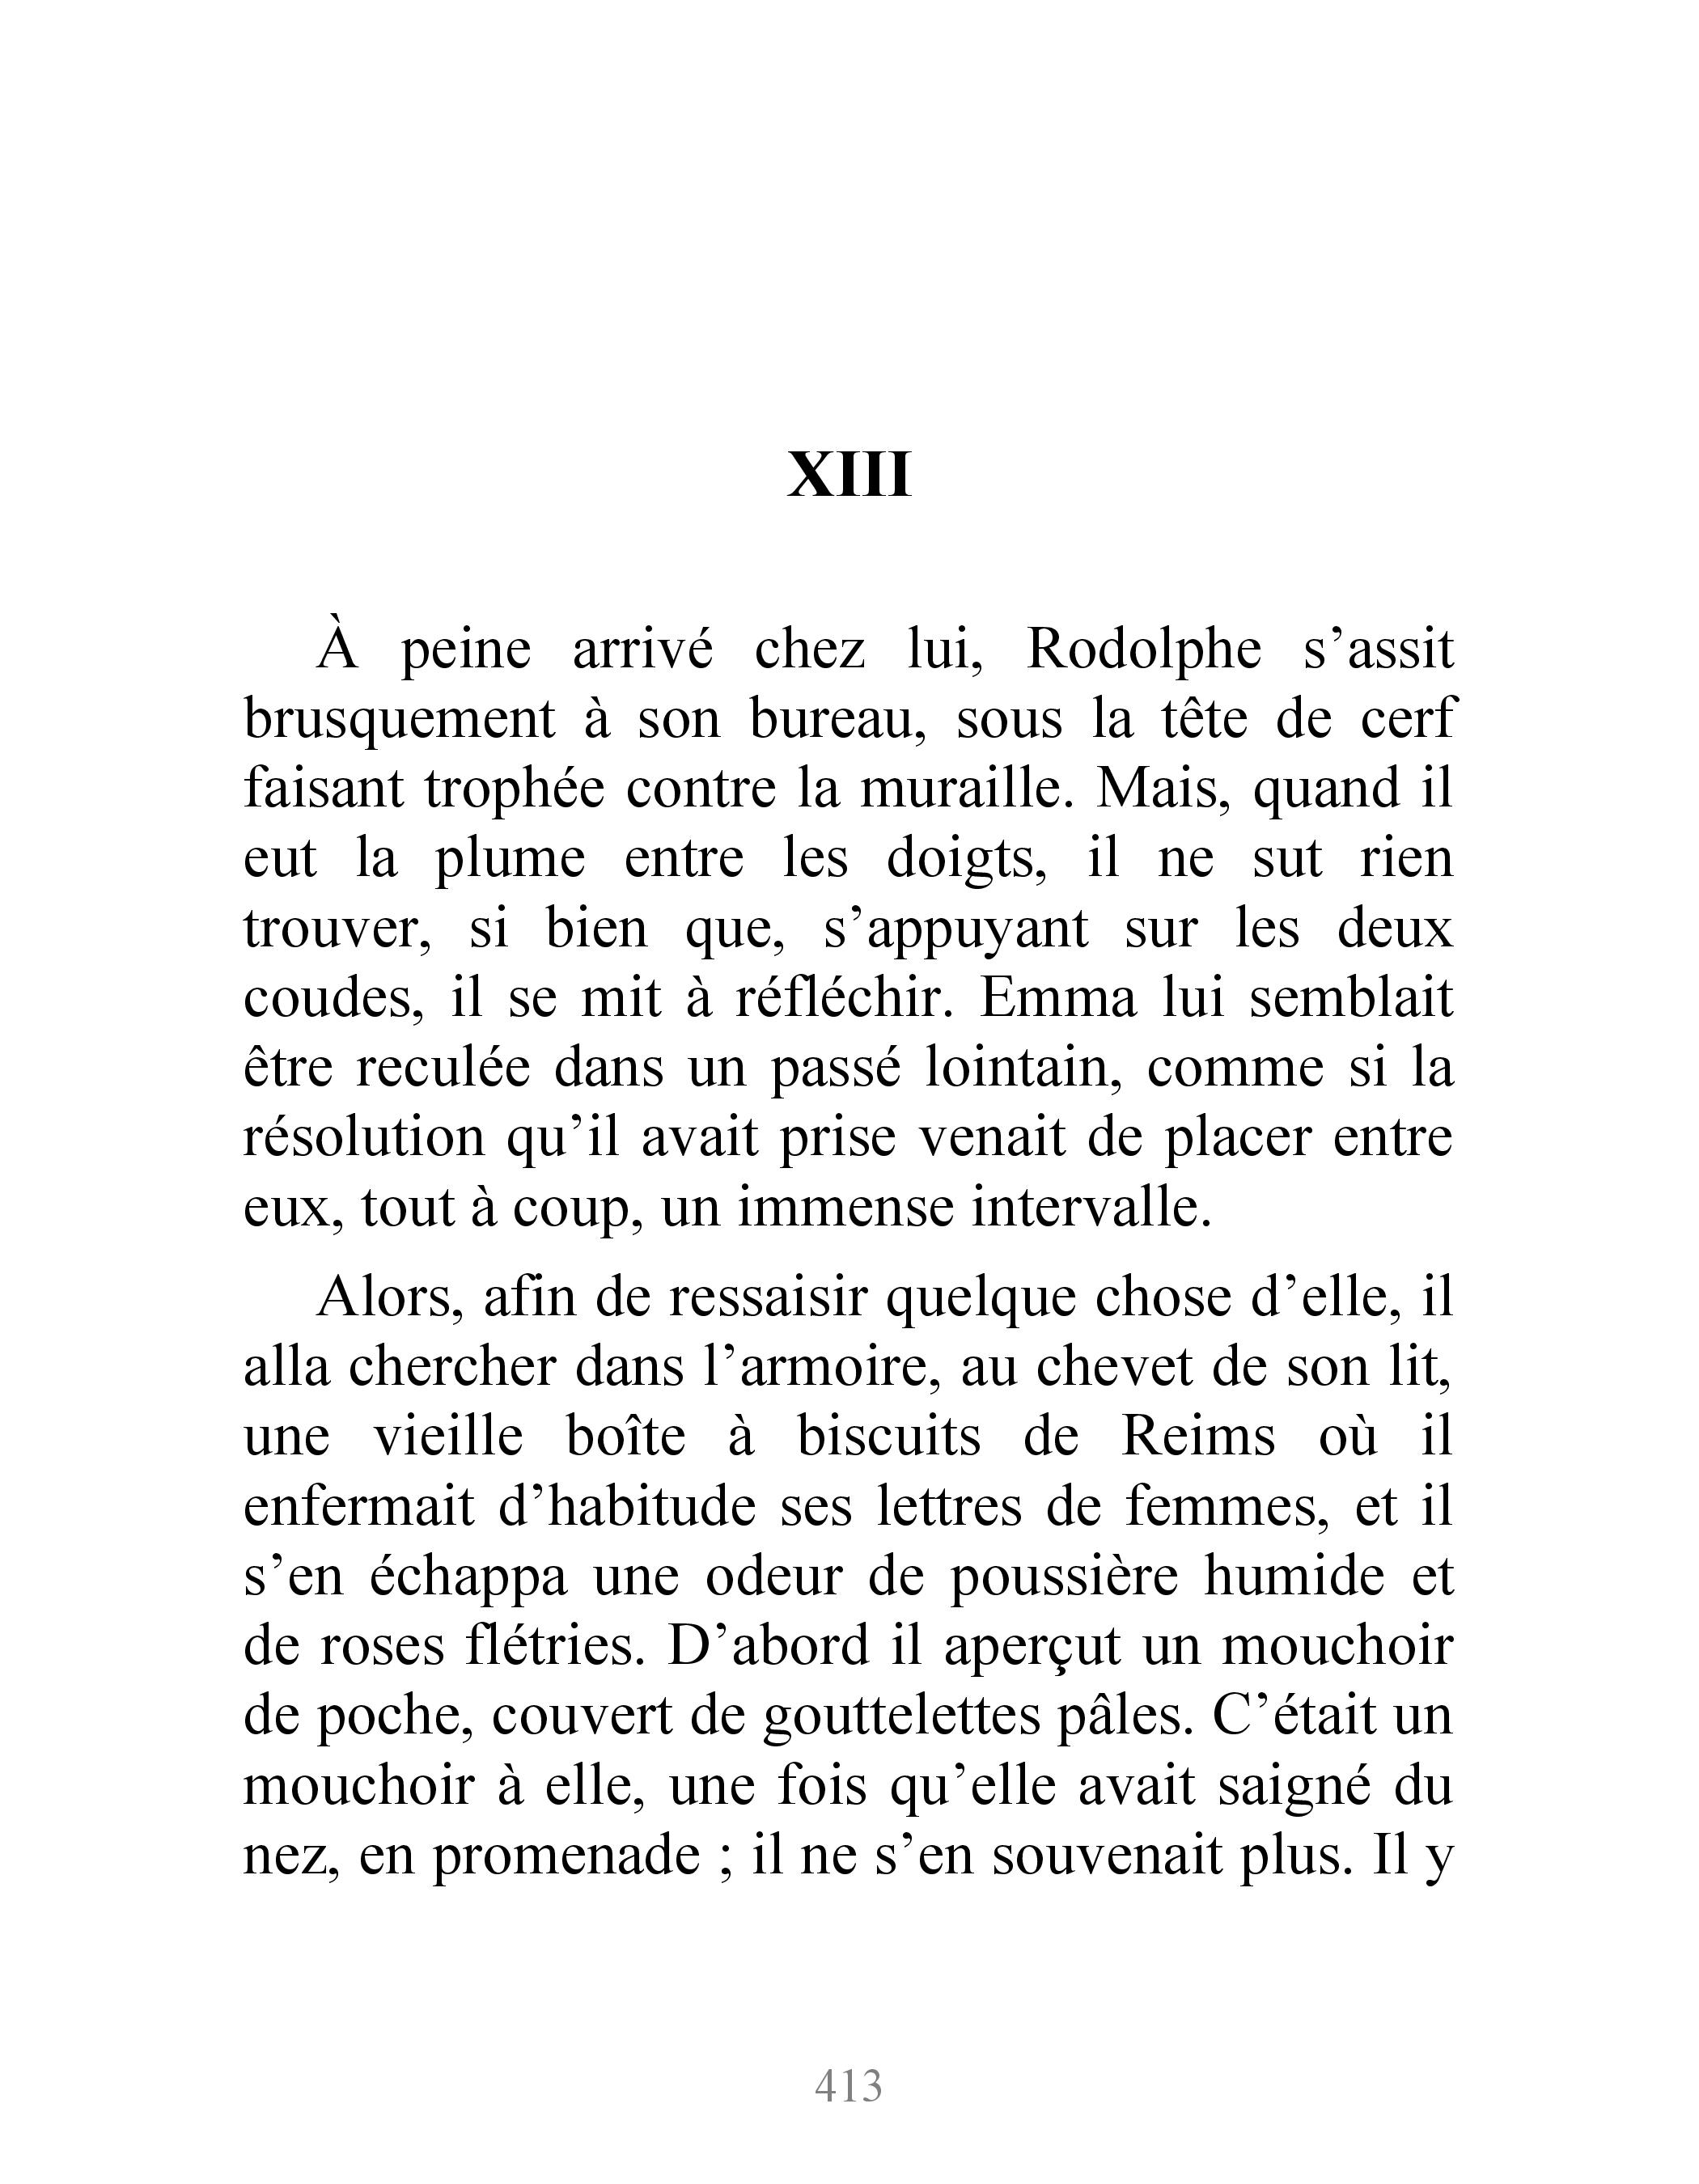 XIII
À peine arrivé chez lui, Rodolphe s’assit
brusquement à son bureau, sous la tête de cerf
faisant trophée contre la muraille. Mais, quand il
eut la plume entre les doigts, il ne sut rien
trouver, si bien que, s’appuyant sur les deux
coudes, il se mit à réfléchir. Emma lui semblait
être reculée dans un passé lointain, comme si la
résolution qu’il avait prise venait de placer entre
eux, tout à coup, un immense intervalle.
Alors, afin de ressaisir quelque chose d’elle, il
alla chercher dans l’armoire, au chevet de son lit,
une vieille boîte à biscuits de Reims où il
enfermait d’habitude ses lettres de femmes, et il
s’en échappa une odeur de poussière humide et
de roses flétries. D’abord il aperçut un mouchoir
de poche, couvert de gouttelettes pâles. C’était un
mouchoir à elle, une fois qu’elle avait saigné du
nez, en promenade ; il ne s’en souvenait plus. Il y
413